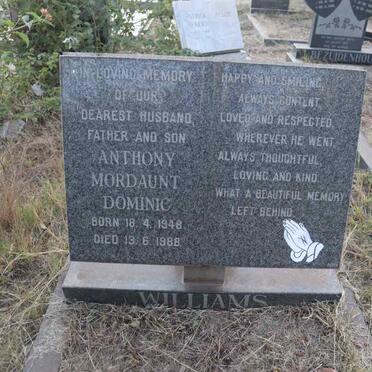 IN LOVING MEMORY
OF OUR
DEAREST HUSBAND,
FATHER AND SON
ANTHONY
MORDAUNT
DOMINIC
BORN 18.4.1948
DIED 13.6.1988
HAPPY AND SMILING,
ALWAYS CONTENT,
LOVED AND RESPECTED,
WHEREVER HE WENT,
ALWAYS THOUGHTFUL,
LOVING AND KIND
WHAT A BEAUTIFUL MEMORY
LEFT BEHIND
WILLIAMS